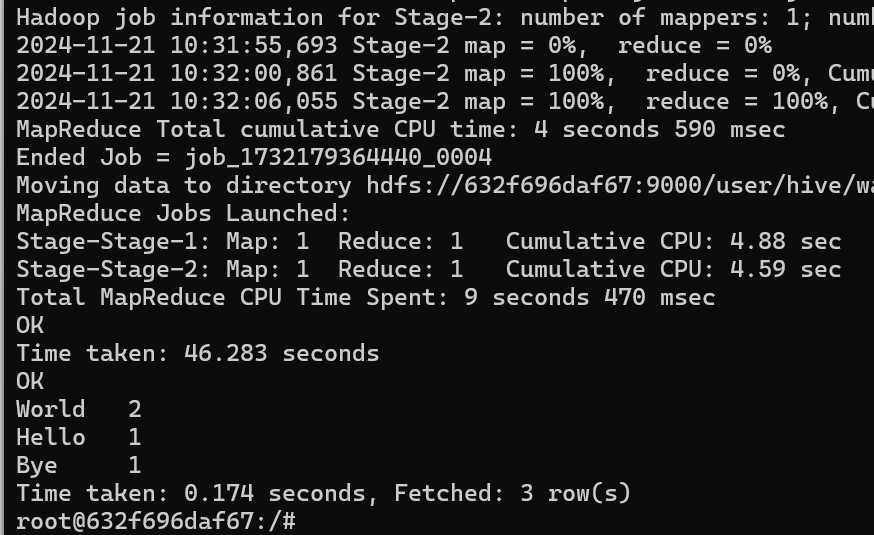 Hadoop job information for Stage-2: number of mappers: 1;
2024-11-21 10:31:55,693 Stage-2 map = 0%,  reduce = 0%
2024-11-21 10:32:00,861 Stage-2 map = 100%,  reduce = 0%,
2024-11-21 10:32:06,055 Stage-2 map = 100%,  reduce = 100%,
MapReduce Total cumulative CPU time: 4 seconds 590 msec
Ended Job = job_1732179364440_0004
Moving data to directory hdfs://632f696daf67:9000/user/hive/
MapReduce Jobs Launched:
Stage-Stage-1: Map: 1  Reduce: 1   Cumulative CPU: 4.88 sec
Stage-Stage-2: Map: 1  Reduce: 1   Cumulative CPU: 4.59 sec
Total MapReduce CPU Time Spent: 9 seconds 470 msec
OK
Time taken: 46.283 seconds
OK
World   2
Hello   1
Bye     1
Time taken: 0.174 seconds, Fetched: 3 row(s)
root@632f696daf67:/#